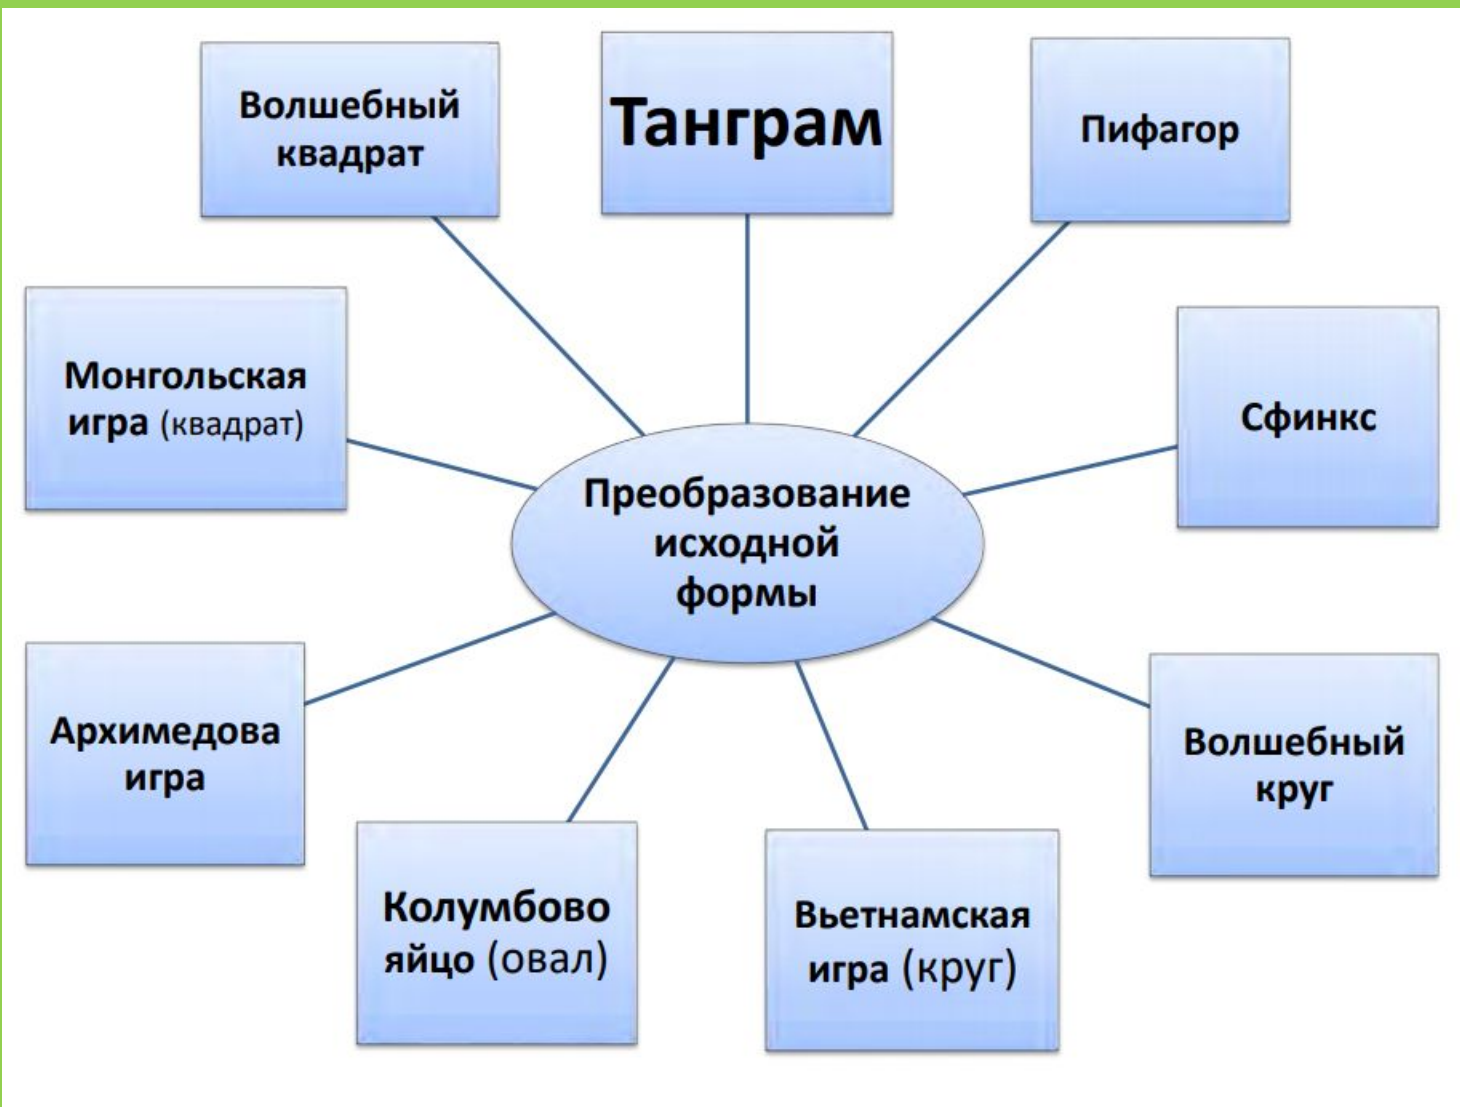 Волшебный
квадрат
Танграм
Пифагор
Монгольская
игра (квадрат)
Сфинкс
Преобразование
исходной
формы
Архимедова
игра
Волшебный
круг
Колумбово
яйцо (овал)
Вьетнамская
игра (круг)